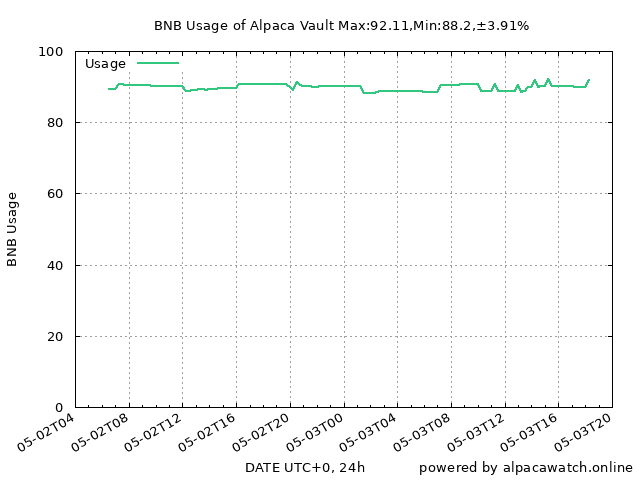 BNB Usage of Alpaca Vault Max:92.11,Min:88.2,±3.91%
Usage
100
80
60
40
20
0
BNB Usage
05-02T04
05-02T08
05-02T12
05-02T16
05-02T20
05-03T00
05-03T04
05-03T08
05-03T12
05-03T16
05-03T20
DATE UTC+0, 24h
powered by alpacawatch.online